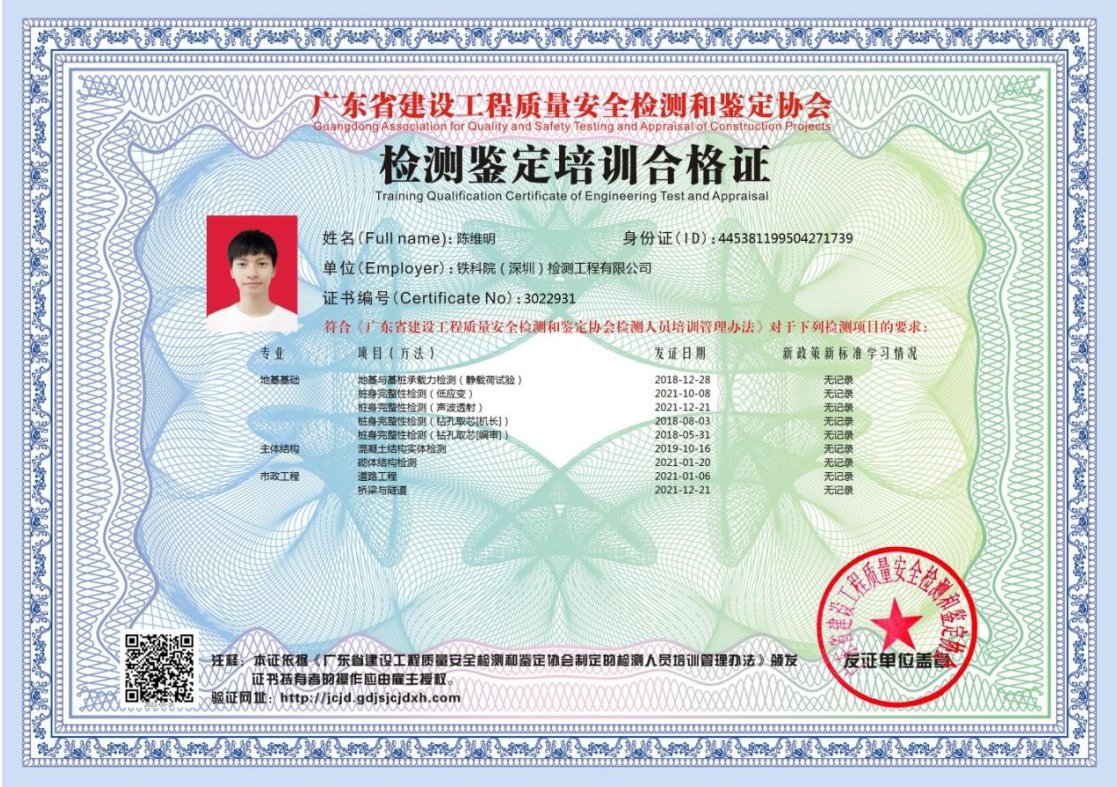 广东省建设工程质量安全检测和鉴定协会
Guangdong Association for Quality and Safety Testing and Appraisal of Construction Projects
检测鉴定培训合格证
Training Qualification Certificate of Engineering Test and Appraisal
姓名(Full name): 陈维明 身份证(ID): 445381199504271739
单位(Employer): 铁科院（深圳）检测工程有限公司
证书编号(Certificate No): 3022931
符合《广东省建设工程质量安全检测和鉴定协会检测人员培训管理办法》对于下列检测项目的要求：
专业 项目(方法) 发证日期 新政策新标准学习情况
地基基础 地基与基桩承载力检测（静载荷试验） 2018-12-28 无记录
桩身完整性检测（低应变） 2021-10-08 无记录
桩身完整性检测（声波透射） 2021-12-21 无记录
桩身完整性检测（钻孔取芯[机长]） 2018-08-03 无记录
桩身完整性检测（钻孔取芯[编审]） 2018-05-31 无记录
主体结构 混凝土结构实体检测 2019-10-16 无记录
砌体结构检测 2021-01-20 无记录
市政工程 道路工程 2021-01-06 无记录
桥梁与隧道 2021-12-21 无记录
广东省建设工程质量安全检测和鉴定协会
发证单位盖章
注释：本证依据《广东省建设工程质量安全检测和鉴定协会制定的检测人员培训管理办法》颁发
证书持有者的操作应由雇主授权。
验证网址：http://jcjd.gdjsjcjdxh.com